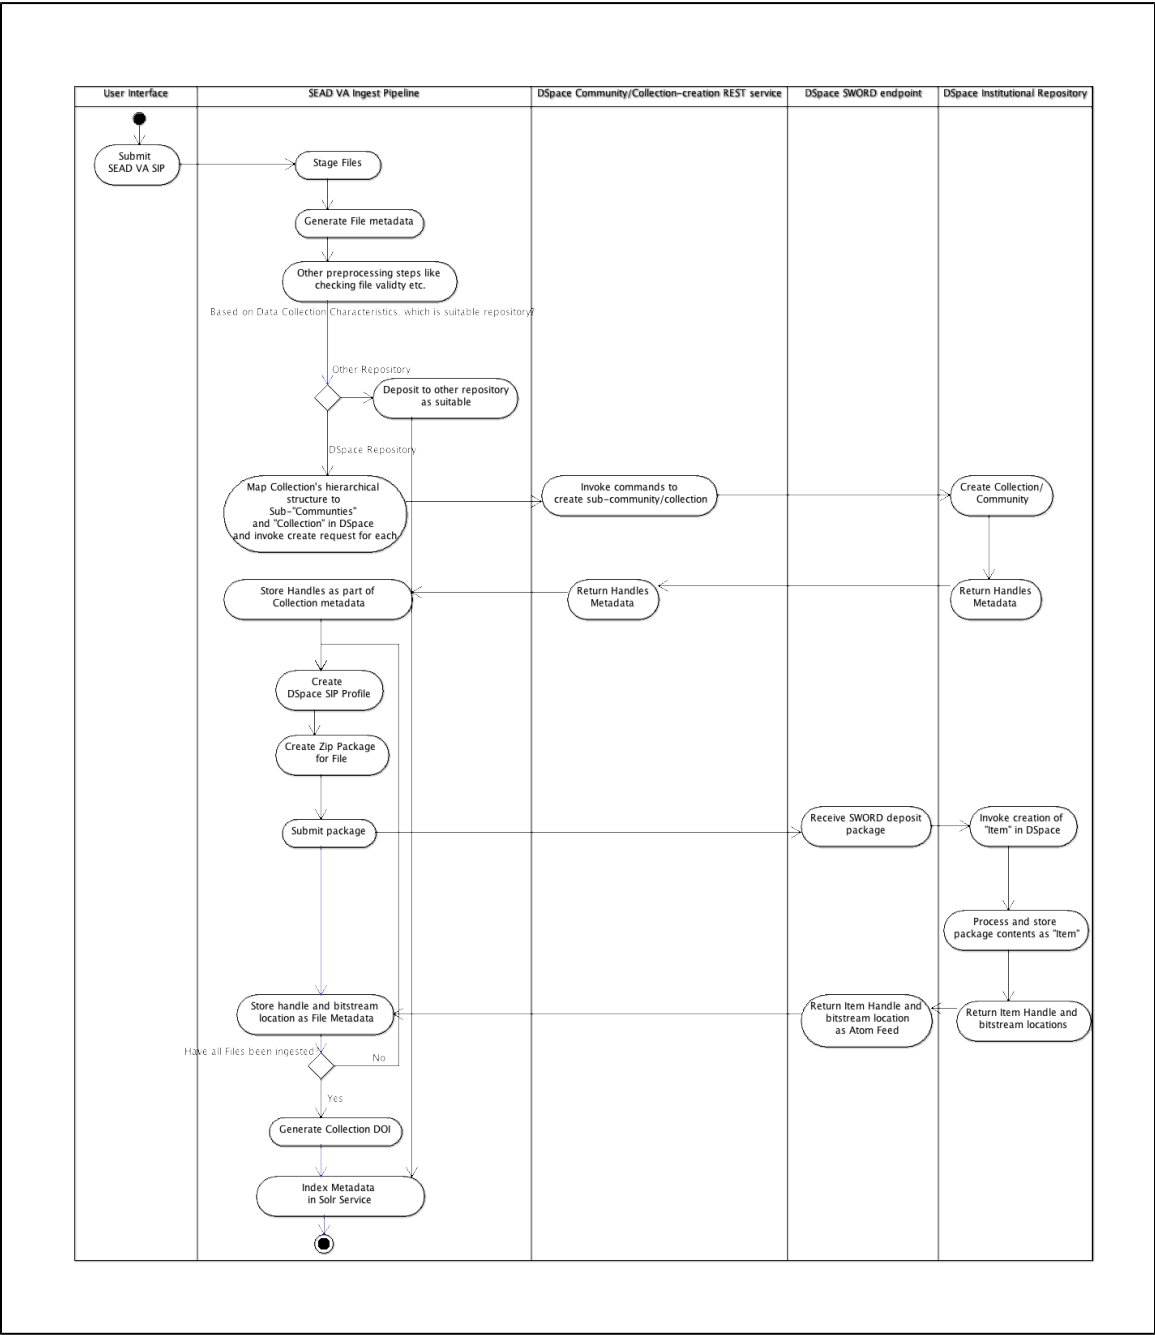 User Interface
SEAD VA Ingest Pipeline
DSpace Community/Collection-creation REST service
DSpace SWORD endpoint
DSpace Institutional Repository
Submit
SEAD VA SIP
Stage Files
Generate File metadata
Other preprocessing steps like
checking file validty etc.
Based on Data Collection Characteristics, which is suitable repository?
Other Repository
Deposit to other repository
as suitable
DSpace Repository
Map Collection's hierarchical
structure to
Sub-"Communties"
and "Collection" in DSpace
and invoke create request for each
Invoke commands to
create sub-community/collection
Create Collection/
Community
Store Handles as part of
Collection metadata
Return Handles
Metadata
Return Handles
Metadata
Create
DSpace SIP Profile
Create Zip Package
for File
Submit package
Receive SWORD deposit
package
Invoke creation of
"Item" in DSpace
Process and store
package contents as "Item"
Store handle and bitstream
location as File Metadata
Return Item Handle and
bitstream location
as Atom Feed
Return Item Handle and
bitstream locations
Have all Files been ingested?
No
Yes
Generate Collection DOI
Index Metadata
in Solr Service